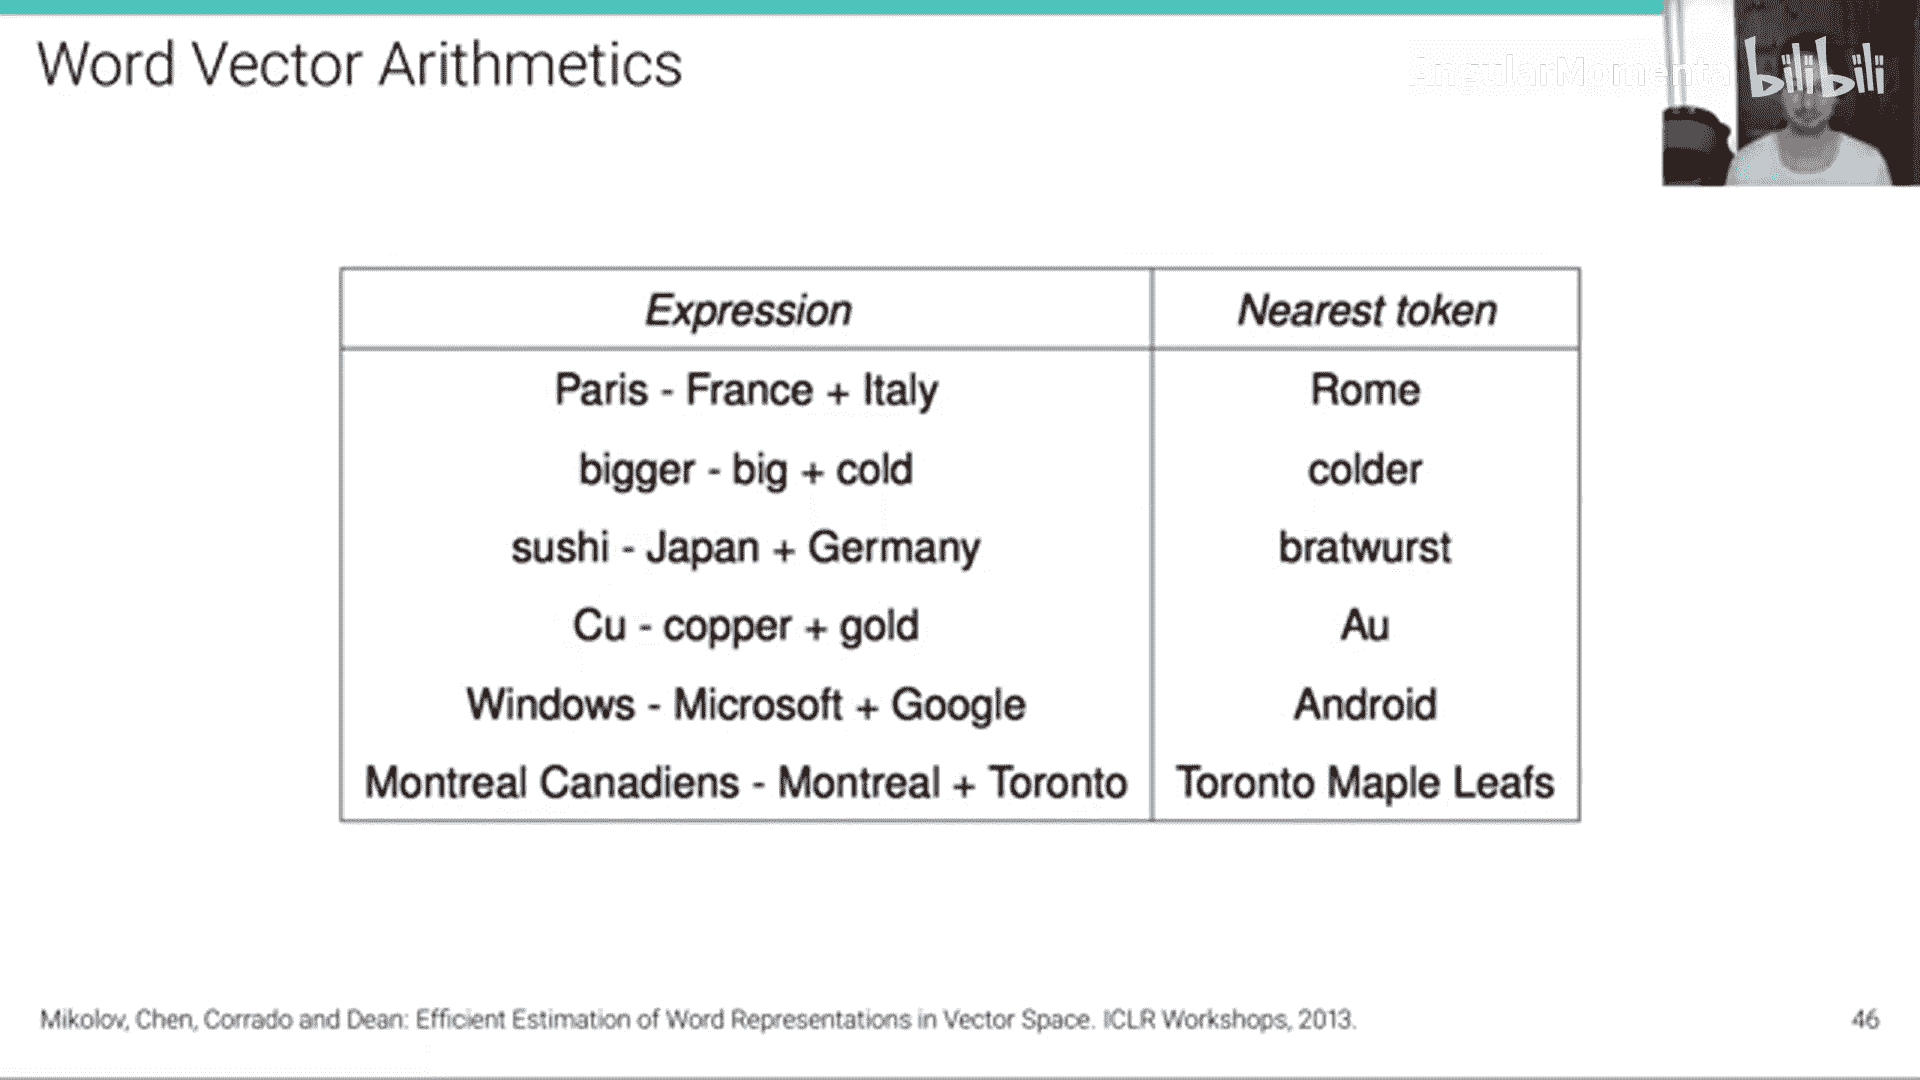 Word Vector Arithmetics
AngularMomenta bilibili
Expression Nearest token
Paris - France + Italy Rome
bigger - big + cold colder
sushi - Japan + Germany bratwurst
Cu - copper + gold Au
Windows - Microsoft + Google Android
Montreal Canadiens - Montreal + Toronto Toronto Maple Leafs
Mikolov, Chen, Corrado and Dean: Efficient Estimation of Word Representations in Vector Space. ICLR Workshops, 2013. 46